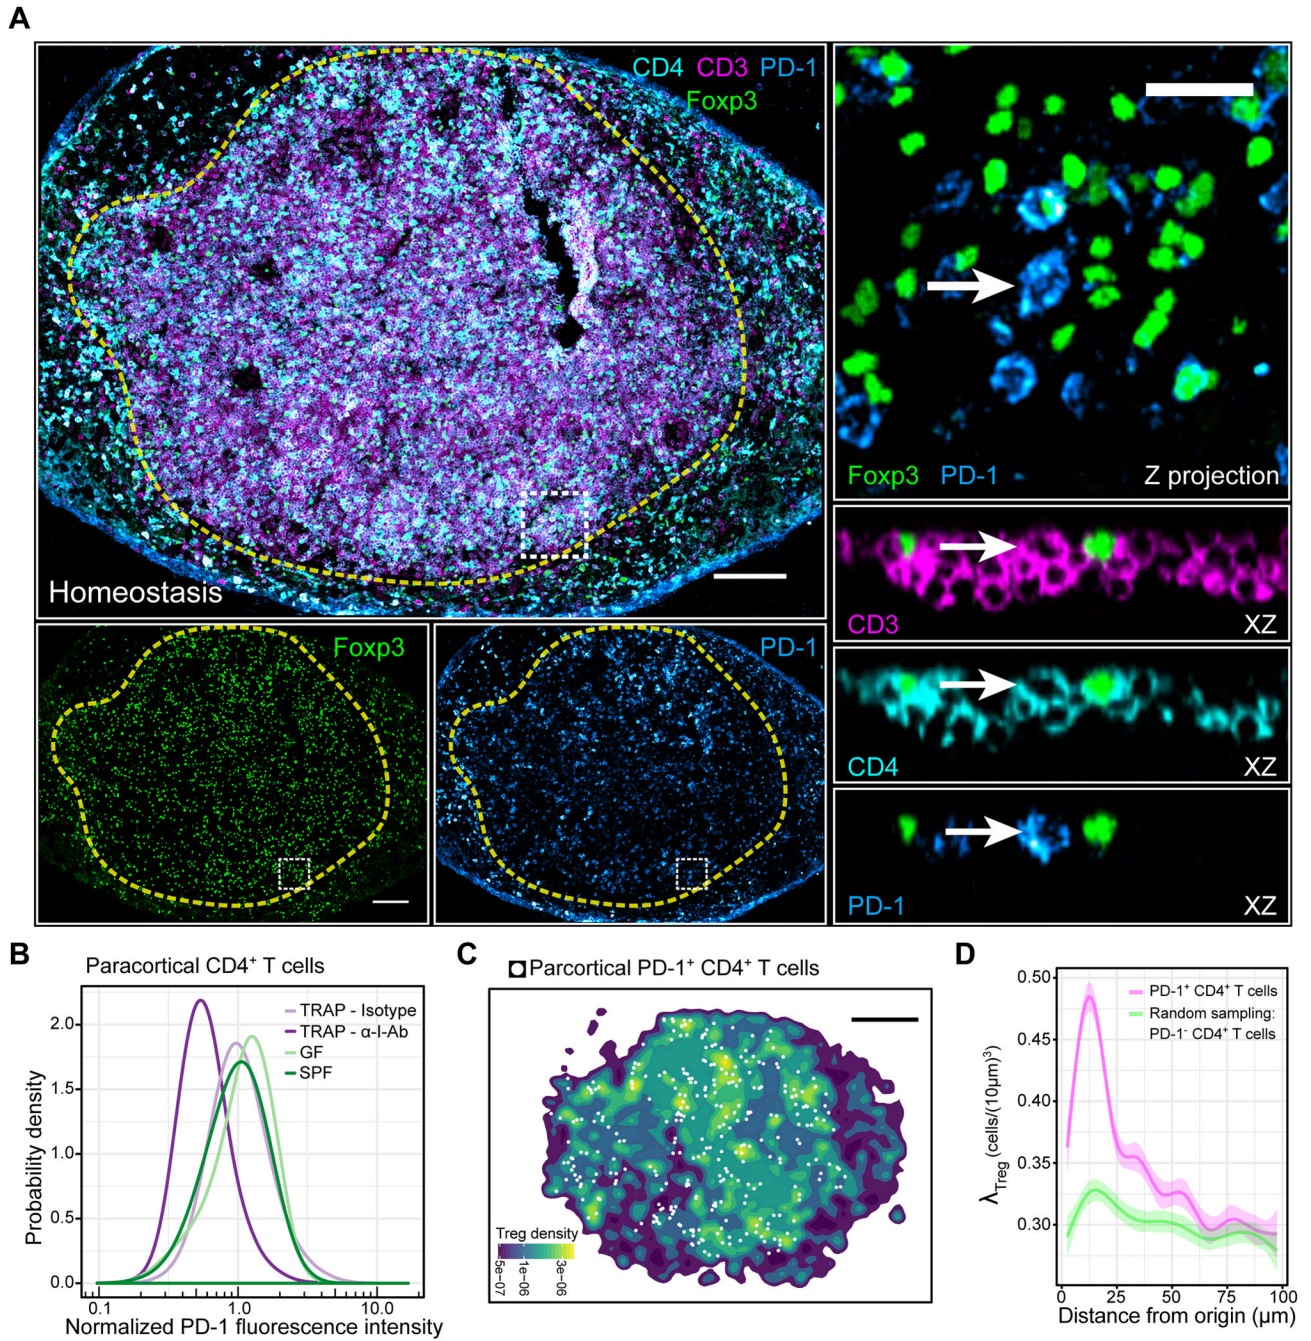 A
CD4 CD3 PD-1
Foxp3
Homeostasis
Foxp3
PD-1
Foxp3 PD-1 Z projection
CD3 XZ
CD4 XZ
PD-1 XZ
B
Paracortical CD4⁺ T cells
TRAP - Isotype
TRAP - α-I-Ab
GF
SPF
Probability density
2.0
1.5
1.0
0.5
0.0
0.1 1.0 10.0
Normalized PD-1 fluorescence intensity
C
Parcortical PD-1⁺ CD4⁺ T cells
Treg density
5e-07
1e-06
3e-06
D
PD-1⁺ CD4⁺ T cells
Random sampling:
PD-1⁻ CD4⁺ T cells
λTreg (cells/(10µm)³)
0.50
0.45
0.40
0.35
0.30
0 25 50 75 100
Distance from origin (µm)